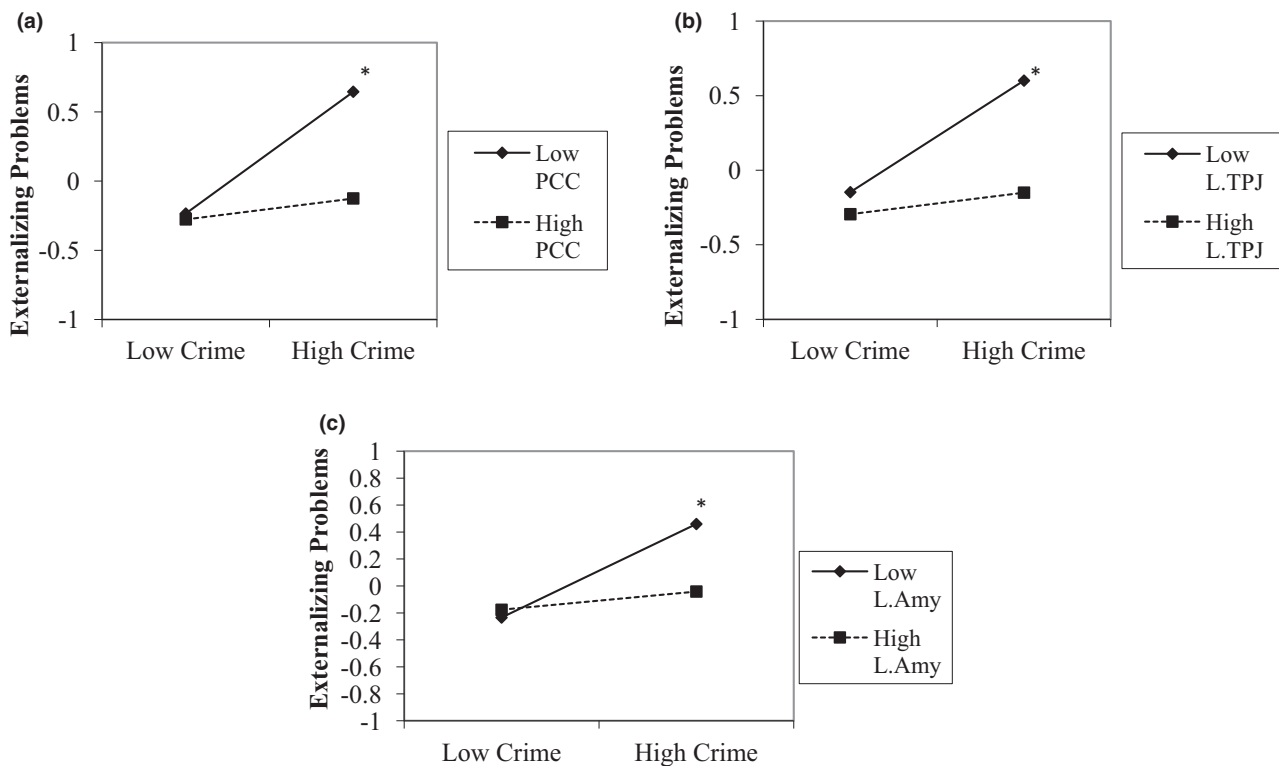 (a)
Externalizing Problems
1
0.5
0
-0.5
-1
*
Low Crime High Crime
Low
PCC
High
PCC
(b)
Externalizing Problems
1
0.5
0
-0.5
-1
*
Low Crime High Crime
Low
L.TPJ
High
L.TPJ
(c)
Externalizing Problems
1
0.8
0.6
0.4
0.2
0
-0.2
-0.4
-0.6
-0.8
-1
*
Low Crime High Crime
Low
L.Amy
High
L.Amy